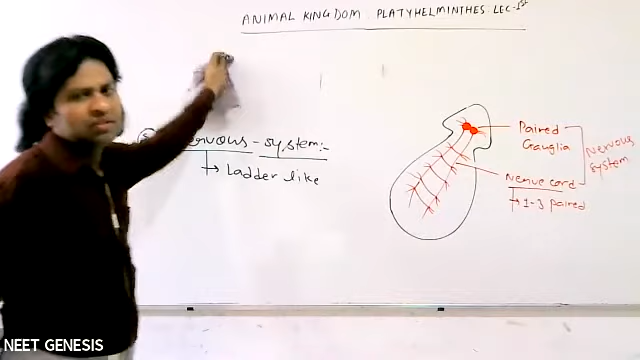 ANIMAL KINGDOM. PLATYHELMINTHES. LEC-1st
Nervous-system:-
Ladder like
Paired
Ganglia
Nerve cord
1-3 paired
Nervous
System
NEET GENESIS